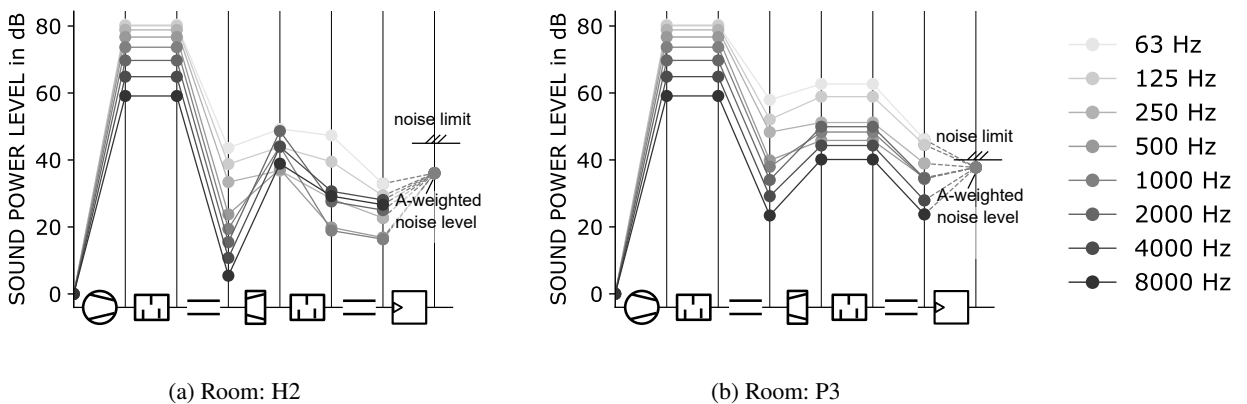 SOUND POWER LEVEL in dB
80
60
40
20
0
noise limit
A-weighted
noise level
(a) Room: H2
SOUND POWER LEVEL in dB
80
60
40
20
0
noise limit
A-weighted
noise level
(b) Room: P3
63 Hz
125 Hz
250 Hz
500 Hz
1000 Hz
2000 Hz
4000 Hz
8000 Hz